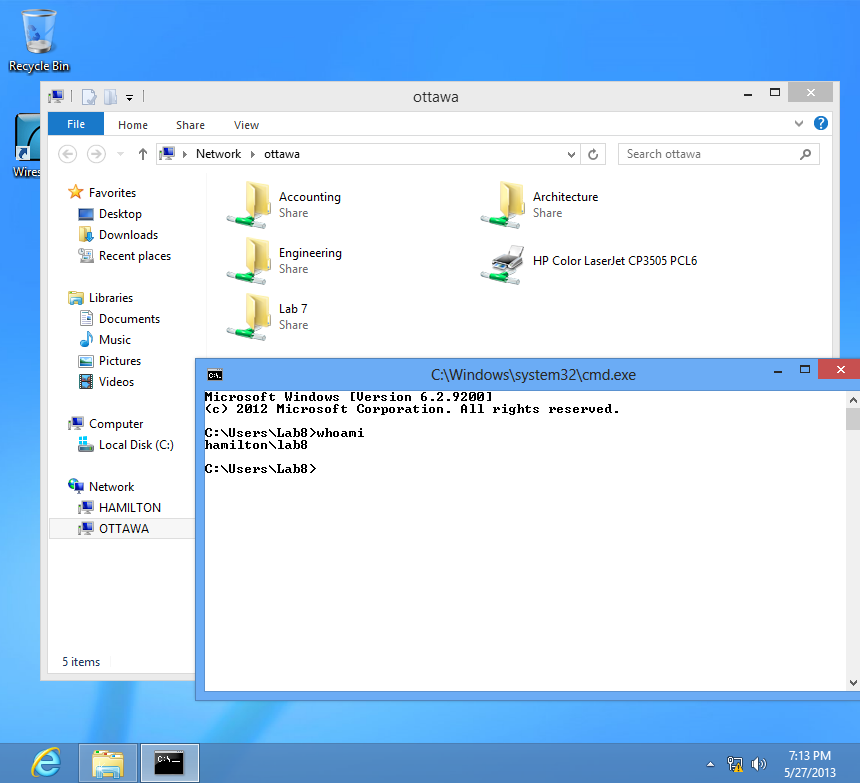 Recycle Bin
Wires
ottawa
File Home Share View
Network ottawa
Search ottawa
Favorites
Desktop
Downloads
Recent places
Libraries
Documents
Music
Pictures
Videos
Computer
Local Disk (C:)
Network
HAMILTON
OTTAWA
Accounting
Share
Architecture
Share
Engineering
Share
HP Color LaserJet CP3505 PCL6
Lab 7
Share
5 items
C:\Windows\system32\cmd.exe
Microsoft Windows [Version 6.2.9200]
(c) 2012 Microsoft Corporation. All rights reserved.
C:\Users\Lab8>whoami
hamilton\lab8
C:\Users\Lab8>
7:13 PM
5/27/2013